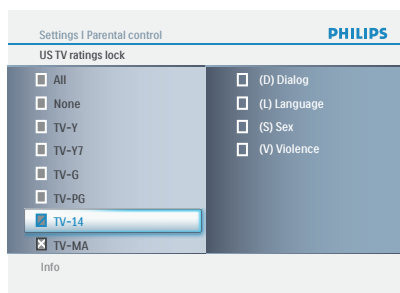 Settings I Parental control
PHILIPS
US TV ratings lock
All
None
TV-Y
TV-Y7
TV-G
TV-PG
TV-14
TV-MA
(D) Dialog
(L) Language
(S) Sex
(V) Violence
Info